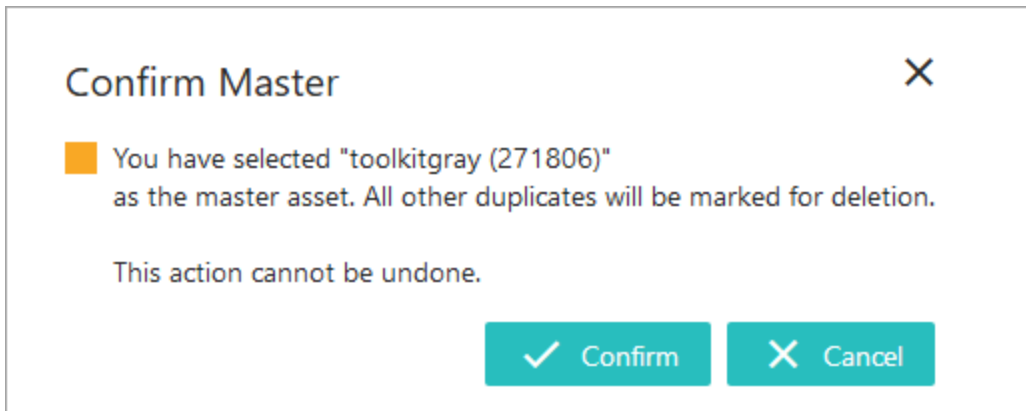 Confirm Master
You have selected "toolkitgray (271806)"
as the master asset. All other duplicates will be marked for deletion.
This action cannot be undone.
Confirm
Cancel